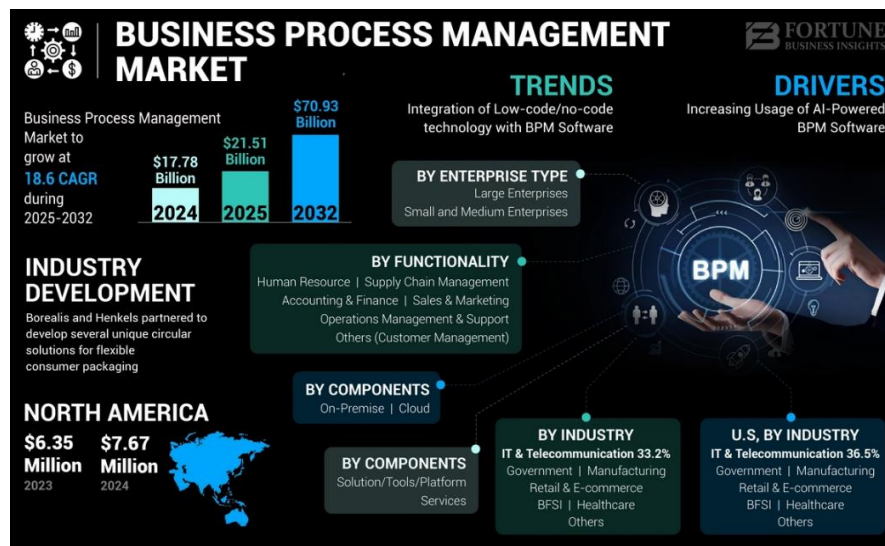 BUSINESS PROCESS MANAGEMENT
MARKET
FORTUNE
BUSINESS INSIGHTS
Business Process Management
Market to
grow at
18.6 CAGR
during
2025-2032
$17.78
Billion
2024
$21.51
Billion
2025
$70.93
Billion
2032
TRENDS
Integration of Low-code/no-code
technology with BPM Software
DRIVERS
Increasing Usage of AI-Powered
BPM Software
BY ENTERPRISE TYPE
Large Enterprises
Small and Medium Enterprises
BY FUNCTIONALITY
Human Resource | Supply Chain Management
Accounting & Finance | Sales & Marketing
Operations Management & Support
Others (Customer Management)
BPM
INDUSTRY
DEVELOPMENT
Borealis and Henkels partnered to
develop several unique circular
solutions for flexible
consumer packaging
BY COMPONENTS
On-Premise | Cloud
NORTH AMERICA
$6.35
Million
2023
$7.67
Million
2024
BY COMPONENTS
Solution/Tools/Platform
Services
BY INDUSTRY
IT & Telecommunication 33.2%
Government | Manufacturing
Retail & E-commerce
BFSI | Healthcare
Others
U.S, BY INDUSTRY
IT & Telecommunication 36.5%
Government | Manufacturing
Retail & E-commerce
BFSI | Healthcare
Others